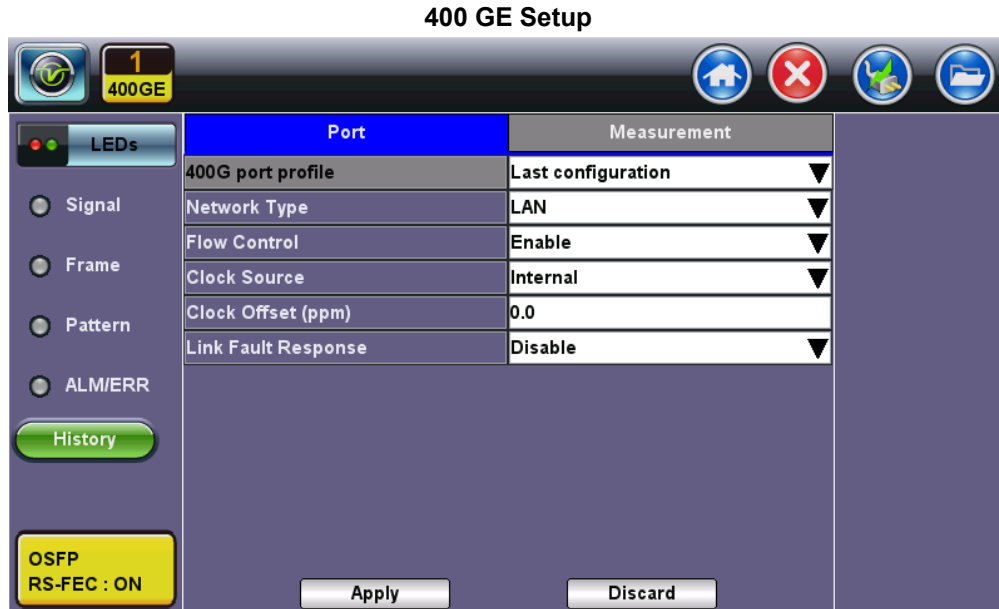 400 GE Setup
1
400GE
LEDs
Signal
Frame
Pattern
ALM/ERR
History
OSFP
RS-FEC : ON
Port
Measurement
400G port profile
Last configuration
Network Type
LAN
Flow Control
Enable
Clock Source
Internal
Clock Offset (ppm)
0.0
Link Fault Response
Disable
Apply
Discard